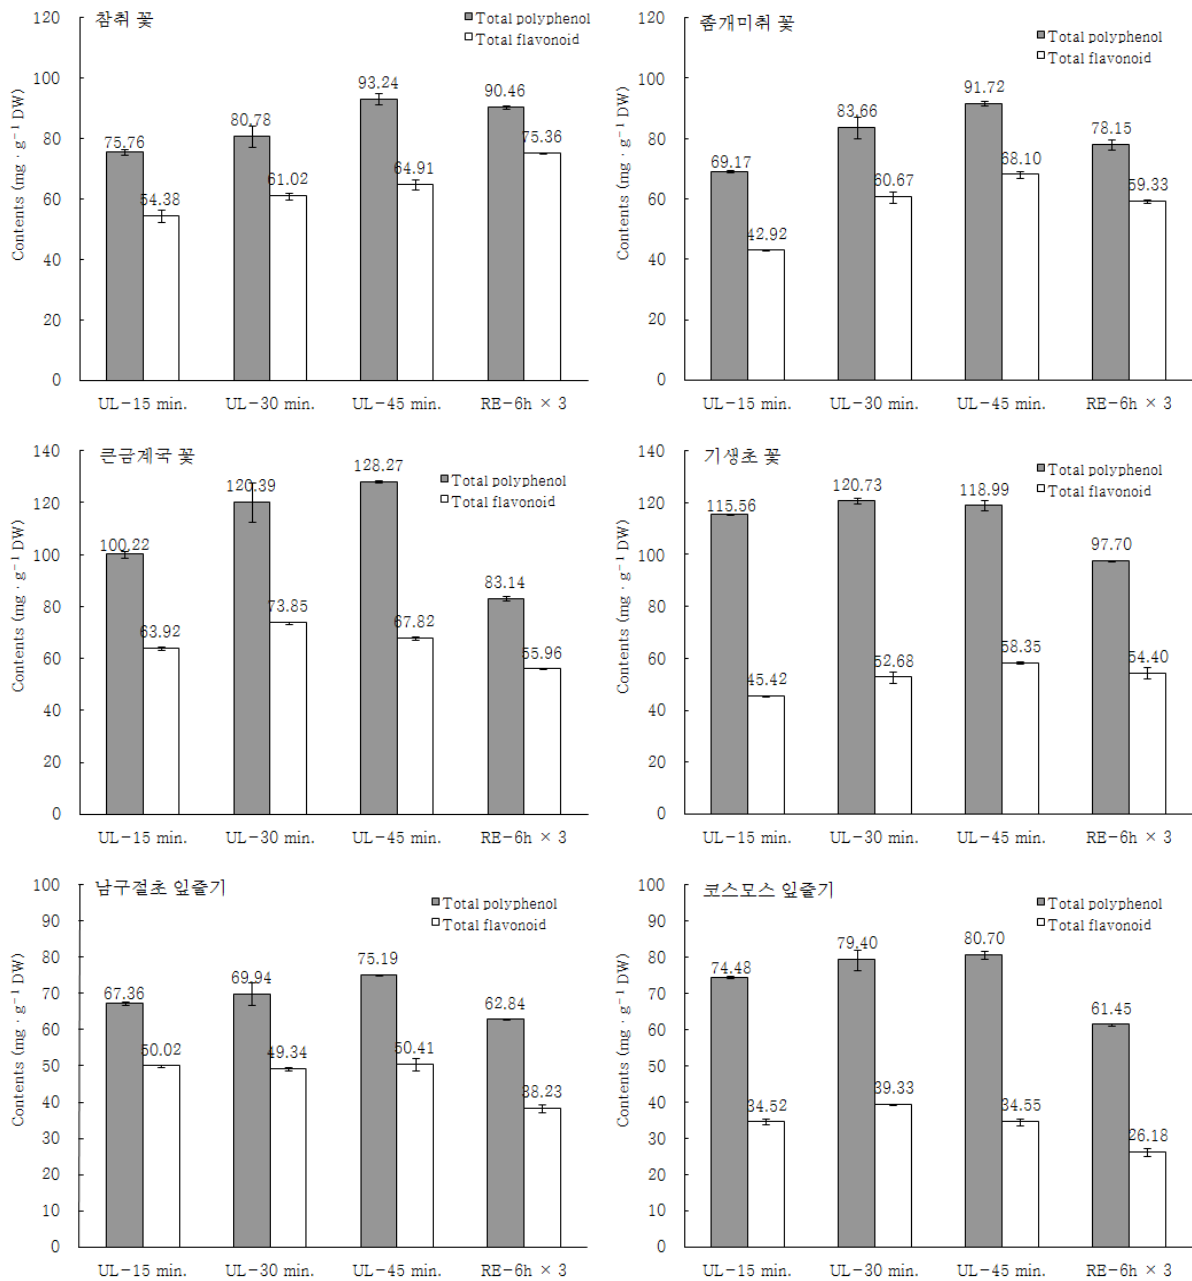 참취 꽃
Total polyphenol
Total flavonoid
Contents (mg · g⁻¹ DW)
120
100
80
60
40
20
0
75.76
54.38
80.78
61.02
93.24
64.91
90.46
75.36
UL-15 min.
UL-30 min.
UL-45 min.
RE-6h × 3
좀개미취 꽃
Total polyphenol
Total flavonoid
Contents (mg · g⁻¹ DW)
120
100
80
60
40
20
0
69.17
42.92
83.66
60.67
91.72
68.10
78.15
59.33
UL-15 min.
UL-30 min.
UL-45 min.
RE-6h × 3
큰금계국 꽃
Total polyphenol
Total flavonoid
Contents (mg · g⁻¹ DW)
140
120
100
80
60
40
20
0
100.22
63.92
120.39
73.85
128.27
67.82
83.14
55.96
UL-15 min.
UL-30 min.
UL-45 min.
RE-6h × 3
기생초 꽃
Total polyphenol
Total flavonoid
Contents (mg · g⁻¹ DW)
140
120
100
80
60
40
20
0
115.56
45.42
120.73
52.68
118.99
58.35
97.70
54.40
UL-15 min.
UL-30 min.
UL-45 min.
RE-6h × 3
남구절초 잎줄기
Total polyphenol
Total flavonoid
Contents (mg · g⁻¹ DW)
100
90
80
70
60
50
40
30
20
10
0
67.36
50.02
69.94
49.34
75.19
50.41
62.84
38.23
UL-15 min.
UL-30 min.
UL-45 min.
RE-6h × 3
코스모스 잎줄기
Total polyphenol
Total flavonoid
Contents (mg · g⁻¹ DW)
100
90
80
70
60
50
40
30
20
10
0
74.48
34.52
79.40
39.33
80.70
34.55
61.45
26.18
UL-15 min.
UL-30 min.
UL-45 min.
RE-6h × 3